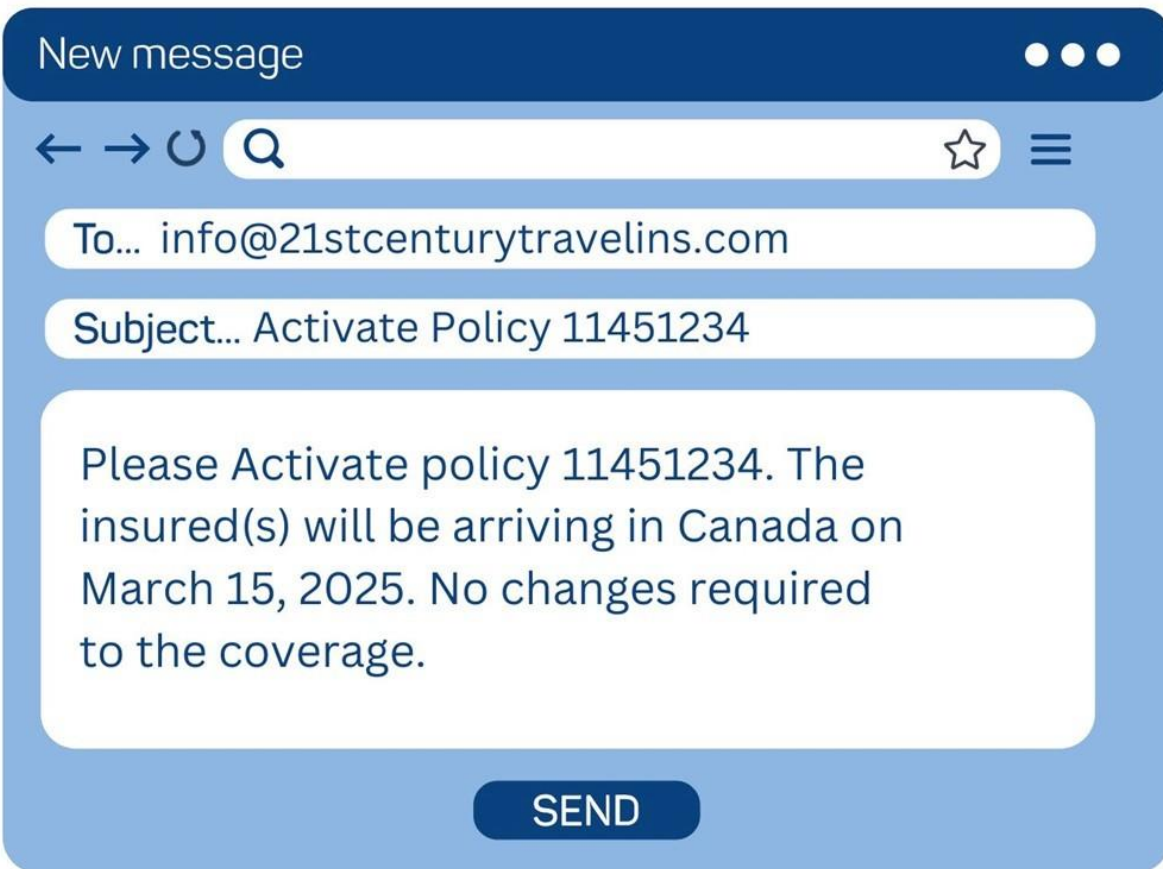 New message
To... info@21stcenturytravelins.com
Subject... Activate Policy 11451234
Please Activate policy 11451234. The
insured(s) will be arriving in Canada on
March 15, 2025. No changes required
to the coverage.
SEND